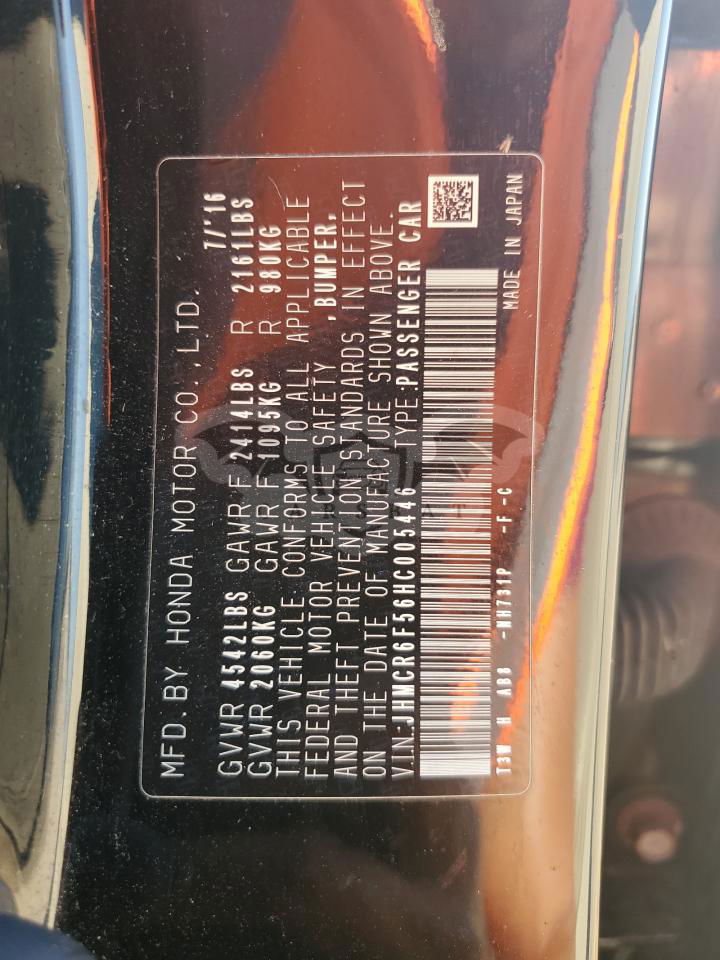 MFD. BY HONDA MOTOR CO., LTD. 7/'16
GVWR 4542LBS GAWR F 2414LBS R 2161LBS
GVWR 2060KG GAWR F 1095KG R 980KG
THIS VEHICLE CONFORMS TO ALL APPLICABLE
FEDERAL MOTOR VEHICLE SAFETY ,BUMPER,
AND THEFT PREVENTION STANDARDS IN EFFECT
ON THE DATE OF MANUFACTURE SHOWN ABOVE.
V.I.N:JHMCR6F56HC005446 TYPE:PASSENGER CAR
T3W H AB8 -NH731P -F -C MADE IN JAPAN